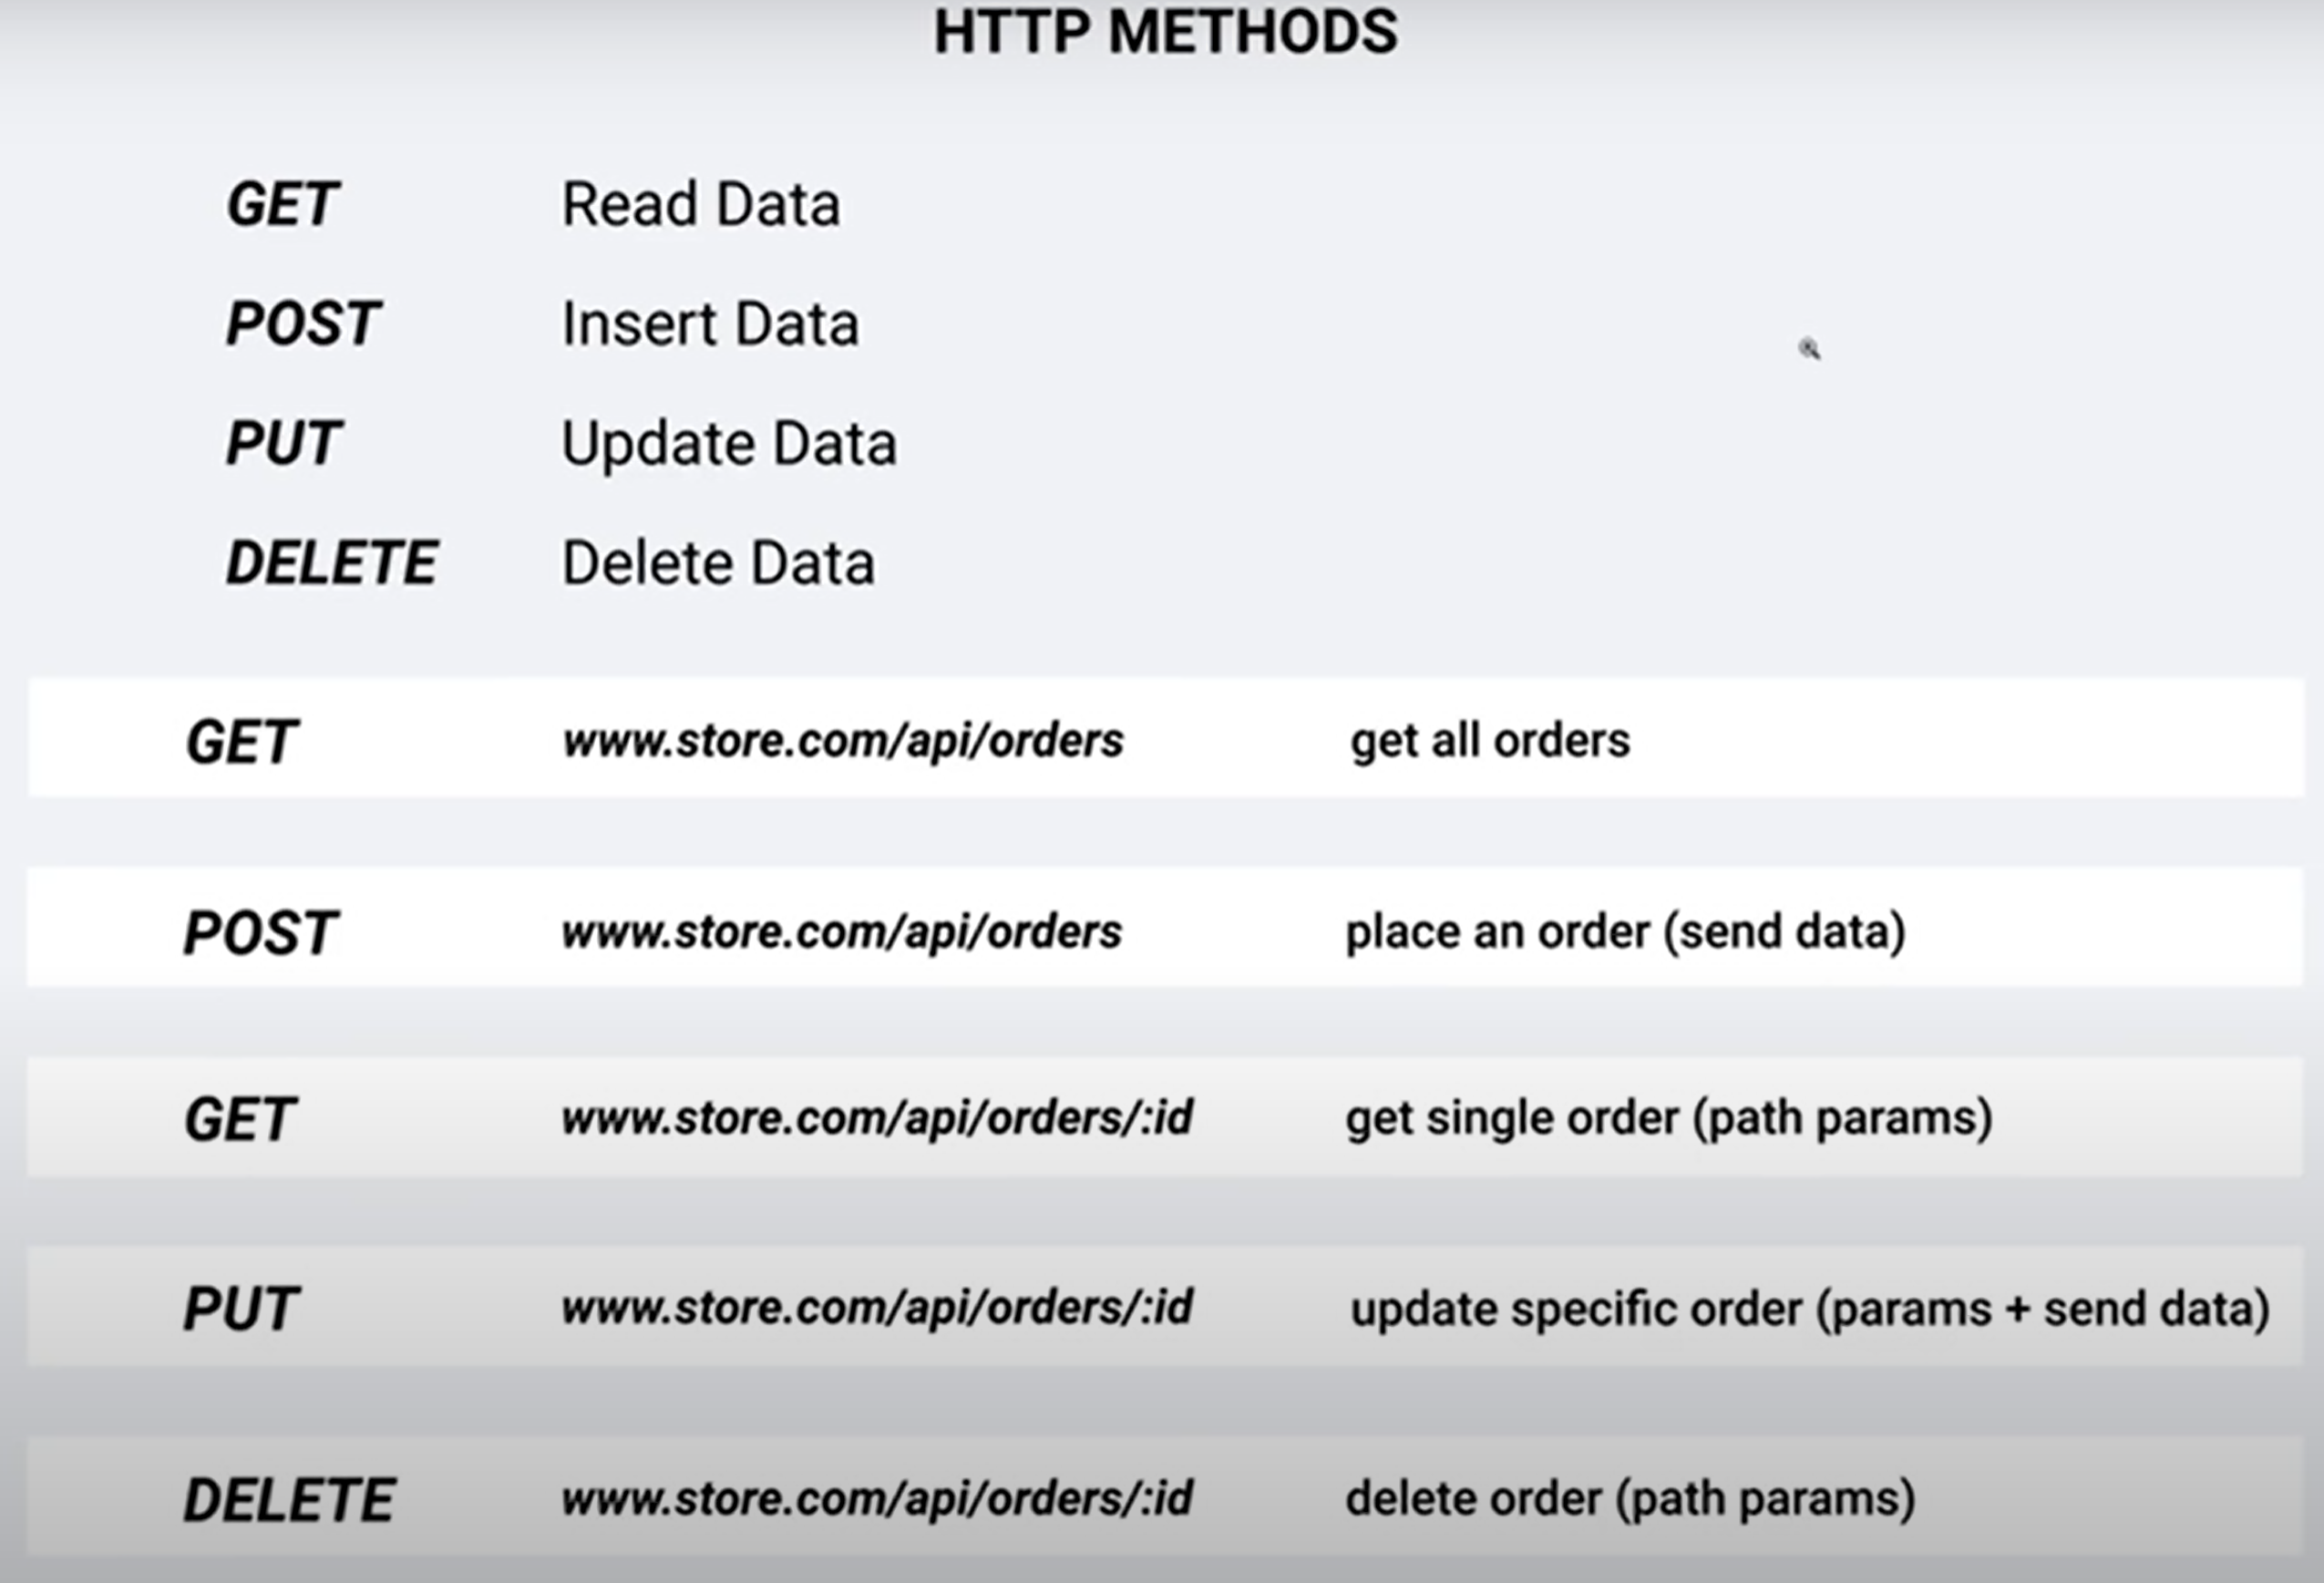 HTTP METHODS
GET Read Data
POST Insert Data
PUT Update Data
DELETE Delete Data
GET www.store.com/api/orders get all orders
POST www.store.com/api/orders place an order (send data)
GET www.store.com/api/orders/:id get single order (path params)
PUT www.store.com/api/orders/:id update specific order (params + send data)
DELETE www.store.com/api/orders/:id delete order (path params)